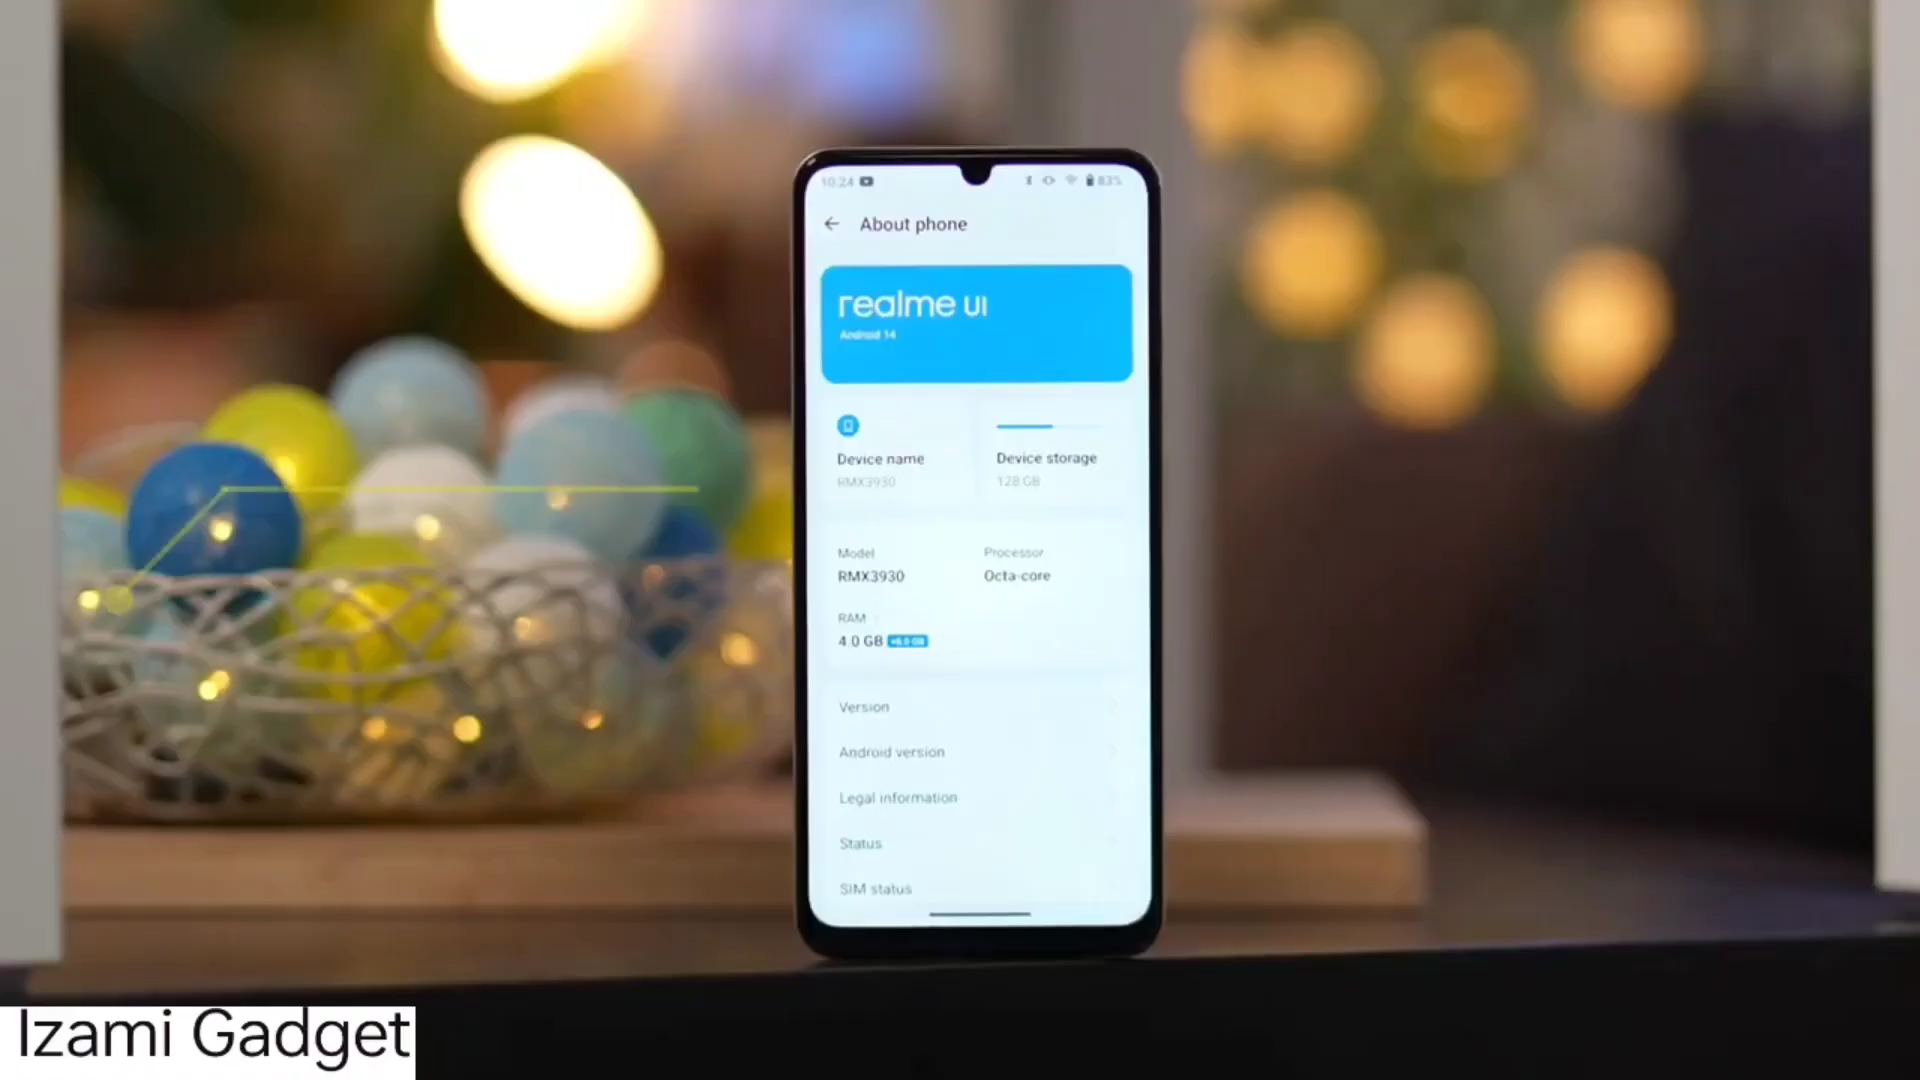 10:24
83%
About phone
realme UI
Android 14
Device name
RMX3930
Device storage
128 GB
Model
RMX3930
Processor
Octa-core
RAM
4.0 GB
Version
Android version
Legal information
Status
SIM status
Izami Gadget